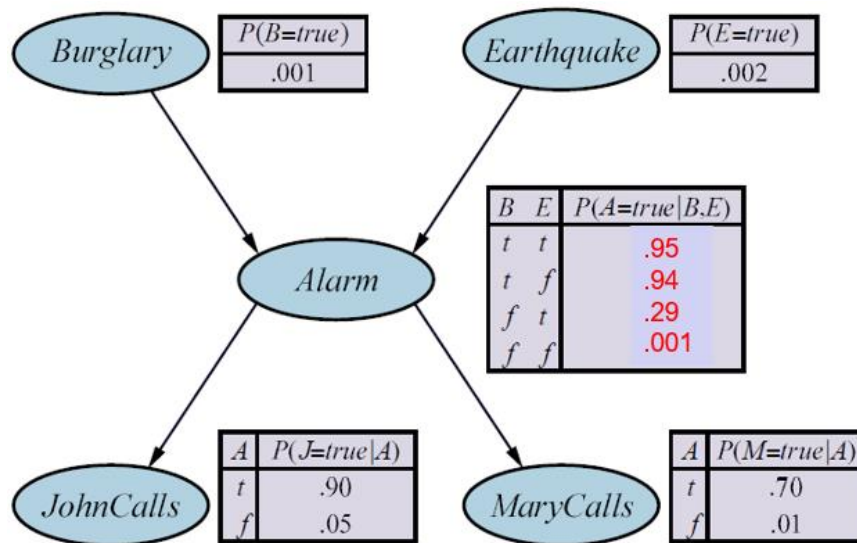 Burglary
P(B=true)
.001
Earthquake
P(E=true)
.002
Alarm
B E P(A=true|B,E)
t t .95
t f .94
f t .29
f f .001
JohnCalls
A P(J=true|A)
t .90
f .05
MaryCalls
A P(M=true|A)
t .70
f .01